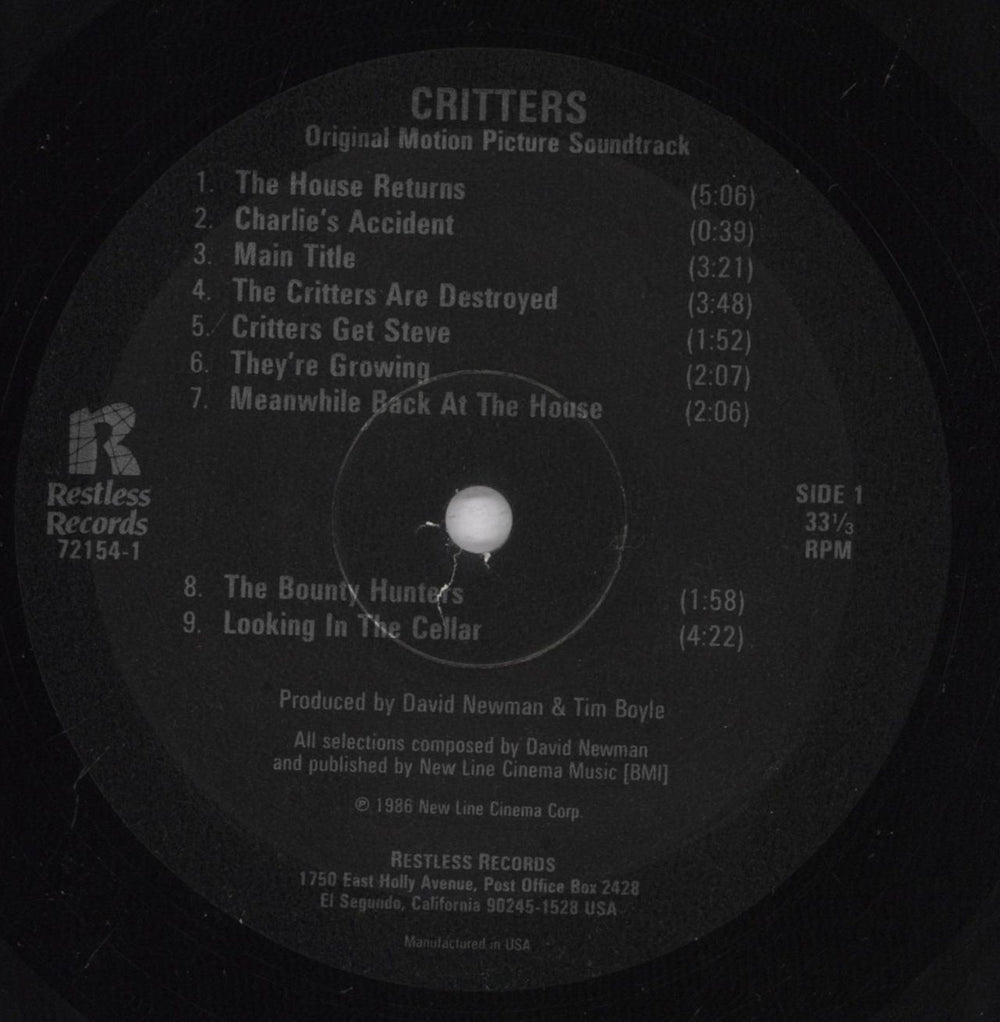 CRITTERS
Original Motion Picture Soundtrack
1. The House Returns (5:06)
2. Charlie's Accident (0:39)
3. Main Title (3:21)
4. The Critters Are Destroyed (3:48)
5. Critters Get Steve (1:52)
6. They're Growing (2:07)
7. Meanwhile Back At The House (2:06)
R
Restless
Records
72154-1
SIDE 1
33⅓
RPM
8. The Bounty Hunters (1:58)
9. Looking In The Cellar (4:22)
Produced by David Newman & Tim Boyle
All selections composed by David Newman
and published by New Line Cinema Music [BMI]
℗ 1986 New Line Cinema Corp.
RESTLESS RECORDS
1750 East Holly Avenue, Post Office Box 2428
El Segundo, California 90245-1528 USA
Manufactured in USA